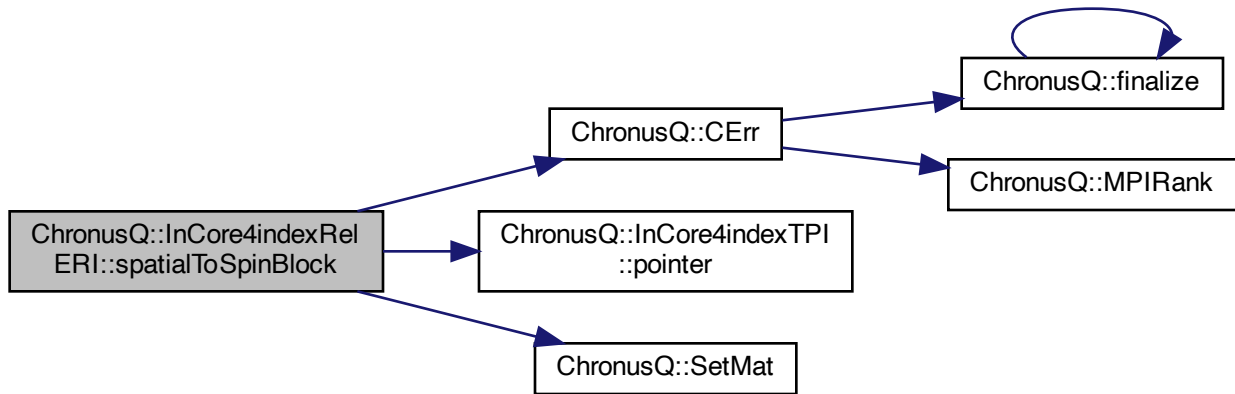 ChronusQ::finalize
ChronusQ::CErr
ChronusQ::MPIRank
ChronusQ::InCore4indexRel
ERI::spatialToSpinBlock
ChronusQ::InCore4indexTPI
::pointer
ChronusQ::SetMat